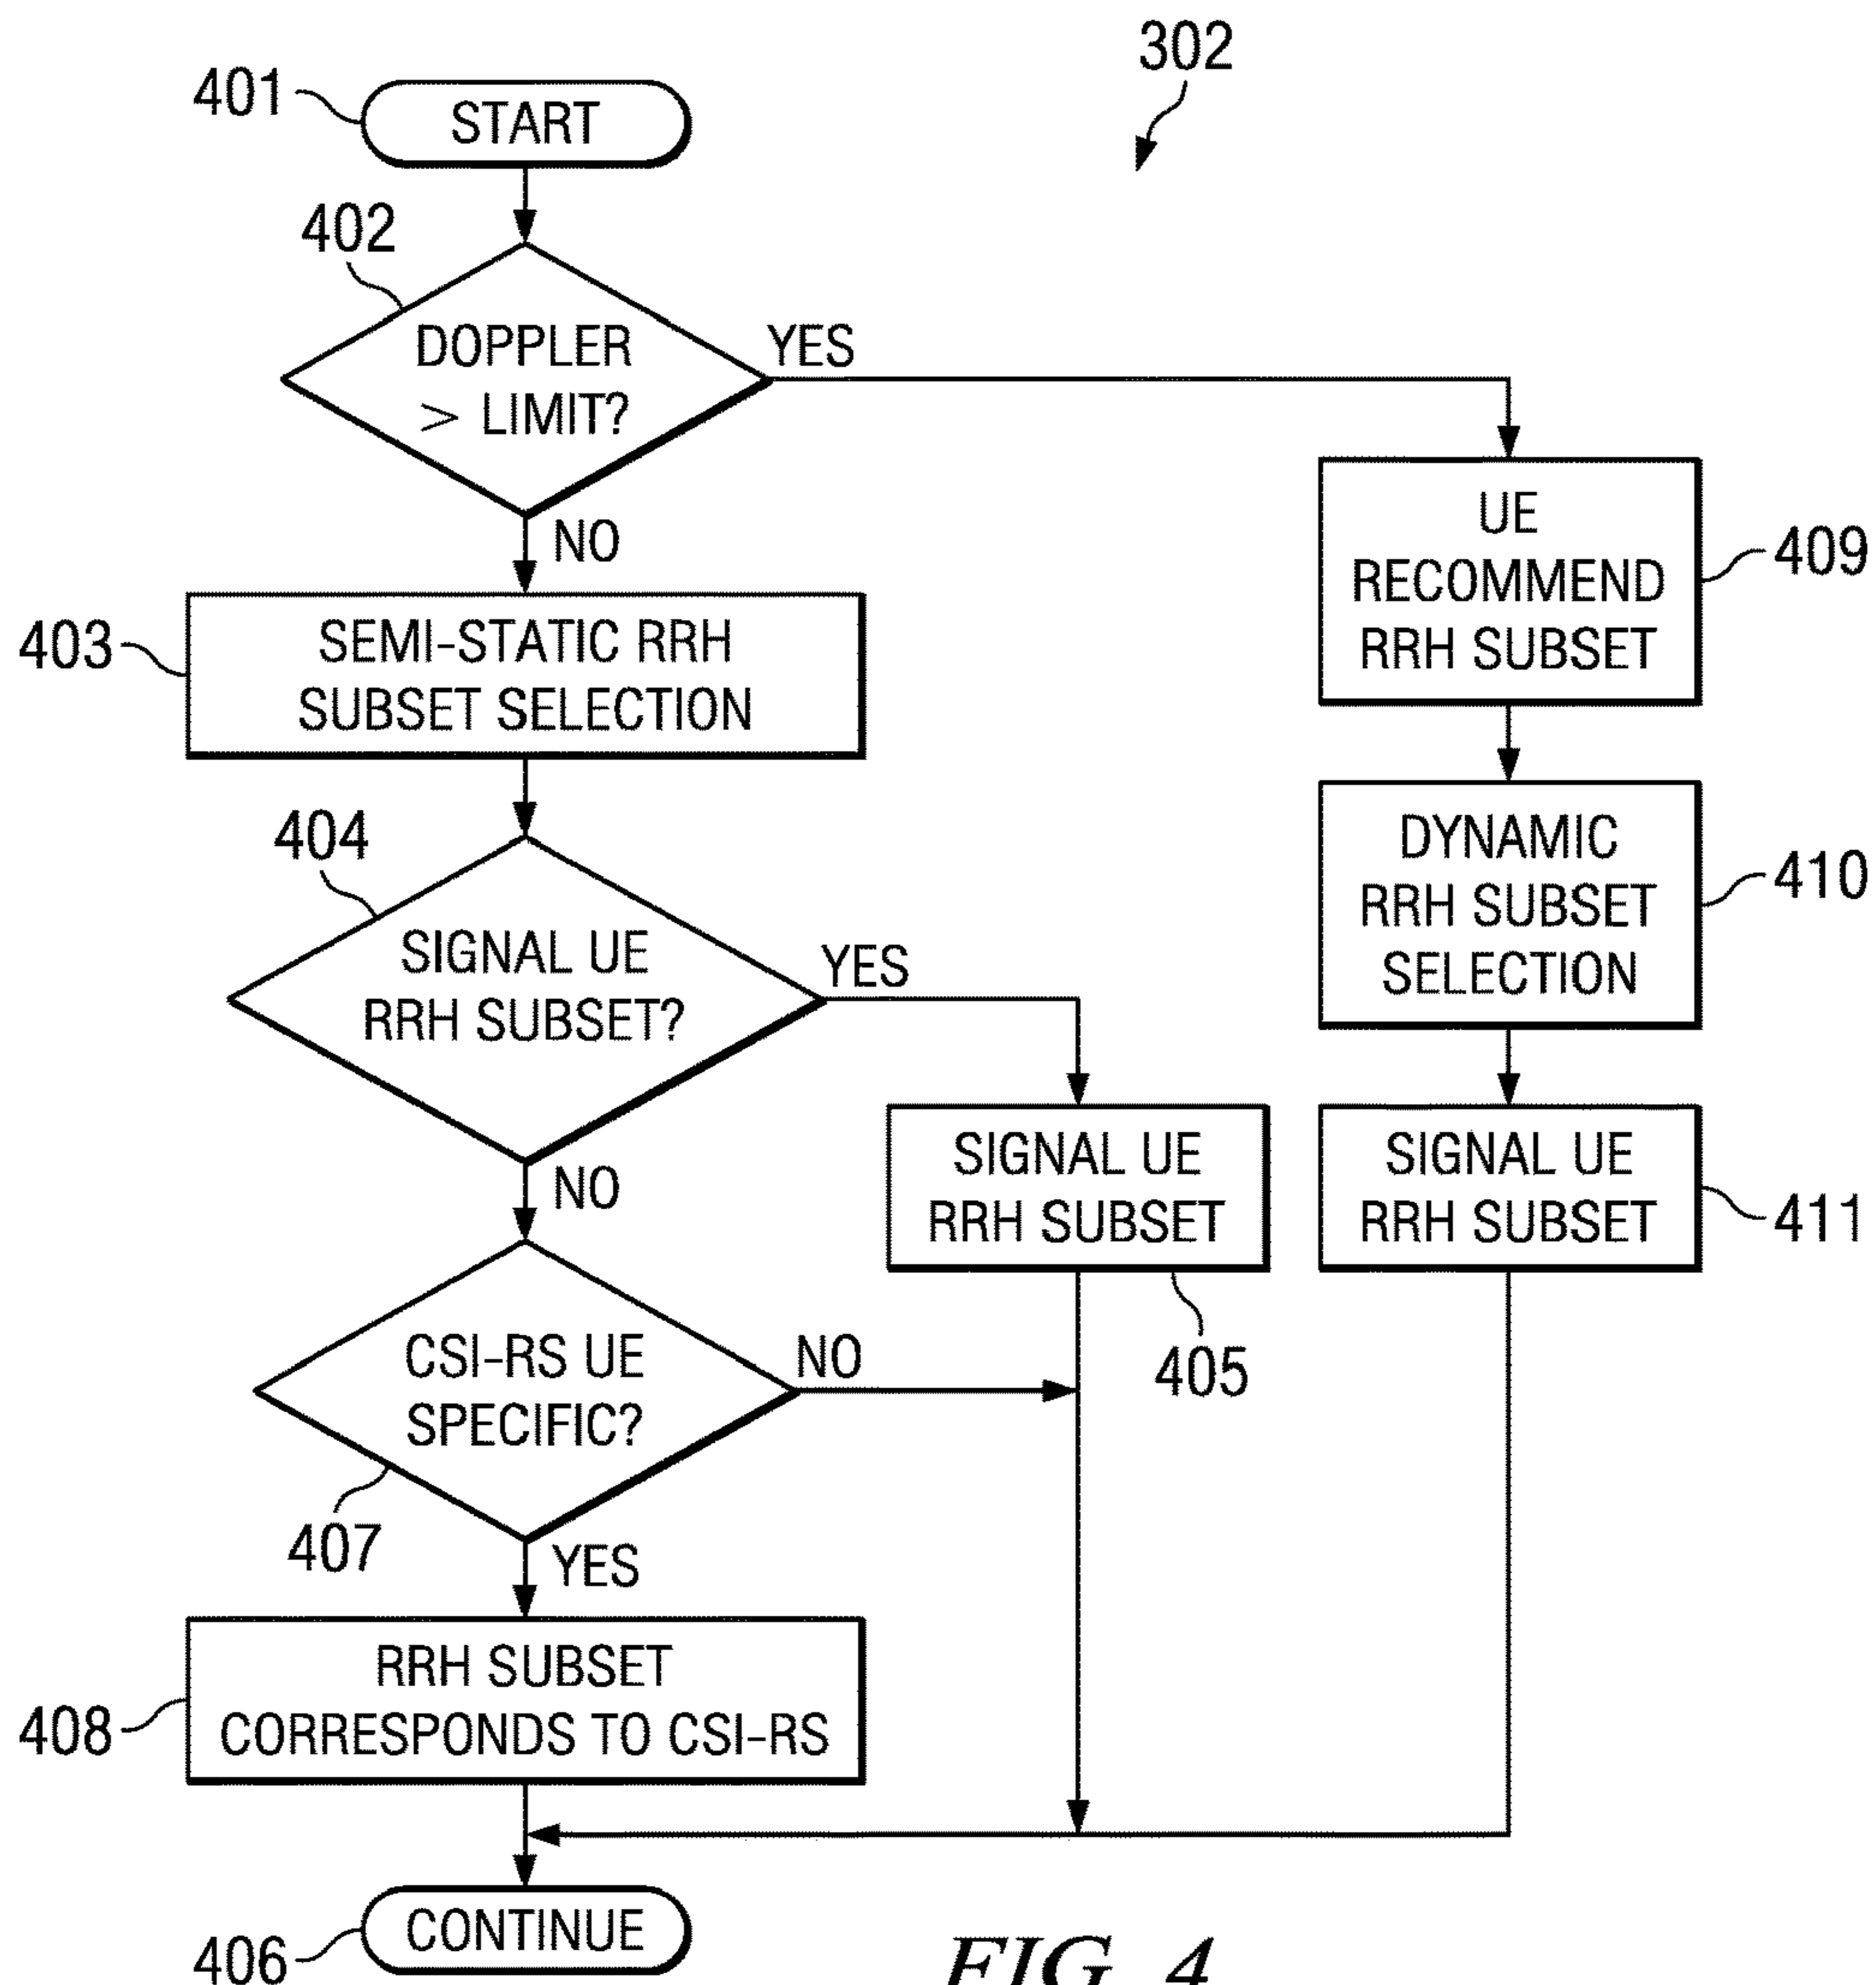 302
401
START
402
DOPPLER
> LIMIT?
YES
NO
UE
RECOMMEND
RRH SUBSET
409
403
SEMI-STATIC RRH
SUBSET SELECTION
404
SIGNAL UE
RRH SUBSET?
YES
NO
DYNAMIC
RRH SUBSET
SELECTION
410
SIGNAL UE
RRH SUBSET
405
SIGNAL UE
RRH SUBSET
411
CSI-RS UE
SPECIFIC?
NO
407
YES
408
RRH SUBSET
CORRESPONDS TO CSI-RS
406
CONTINUE
FIG. 4